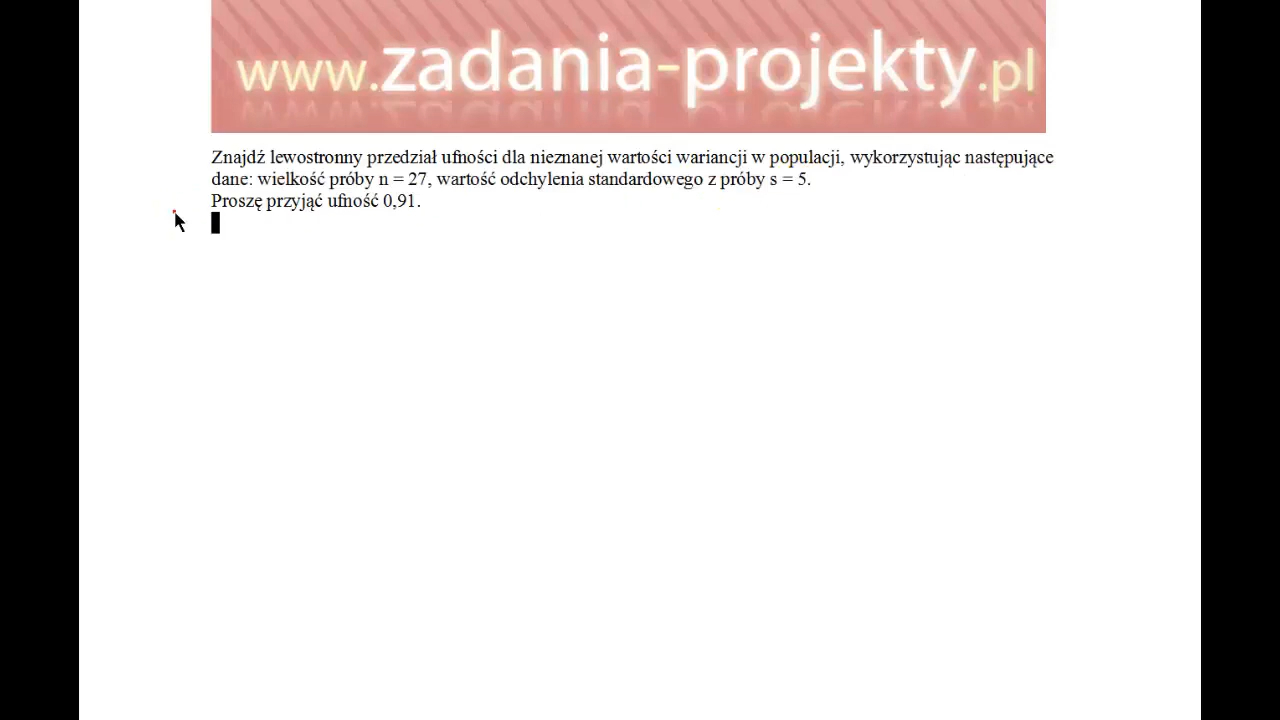 www.zadania-projekty.pl
Znajdź lewostronny przedział ufności dla nieznanej wartości wariancji w populacji, wykorzystując następujące
dane: wielkość próby n = 27, wartość odchylenia standardowego z próby s = 5.
Proszę przyjąć ufność 0,91.